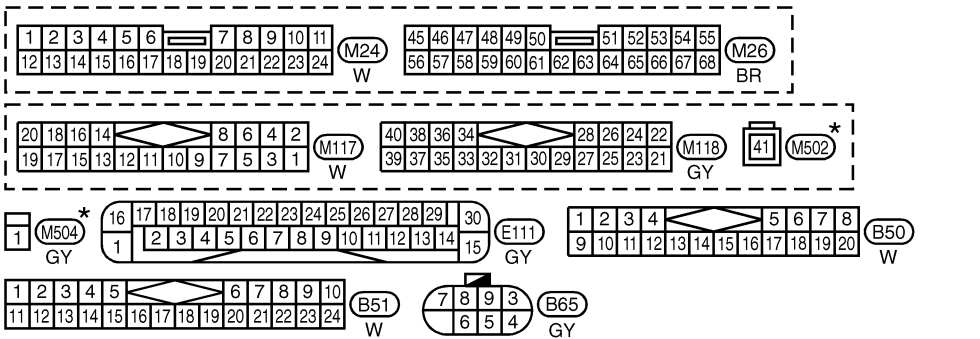 1 2 3 4 5 6 7 8 9 10 11
12 13 14 15 16 17 18 19 20 21 22 23 24
M24
W
45 46 47 48 49 50 51 52 53 54 55
56 57 58 59 60 61 62 63 64 65 66 67 68
M26
BR
20 18 16 14 8 6 4 2
19 17 15 13 12 11 10 9 7 5 3 1
M117
W
40 38 36 34 28 26 24 22
39 37 35 33 32 31 30 29 27 25 23 21
M118
GY
41
M502 *
1
M504 *
GY
16 17 18 19 20 21 22 23 24 25 26 27 28 29 30
1 2 3 4 5 6 7 8 9 10 11 12 13 14 15
E111
GY
1 2 3 4 5 6 7 8
9 10 11 12 13 14 15 16 17 18 19 20
B50
W
1 2 3 4 5 6 7 8 9 10
11 12 13 14 15 16 17 18 19 20 21 22 23 24
B51
W
7 8 9 3
6 5 4
B65
GY